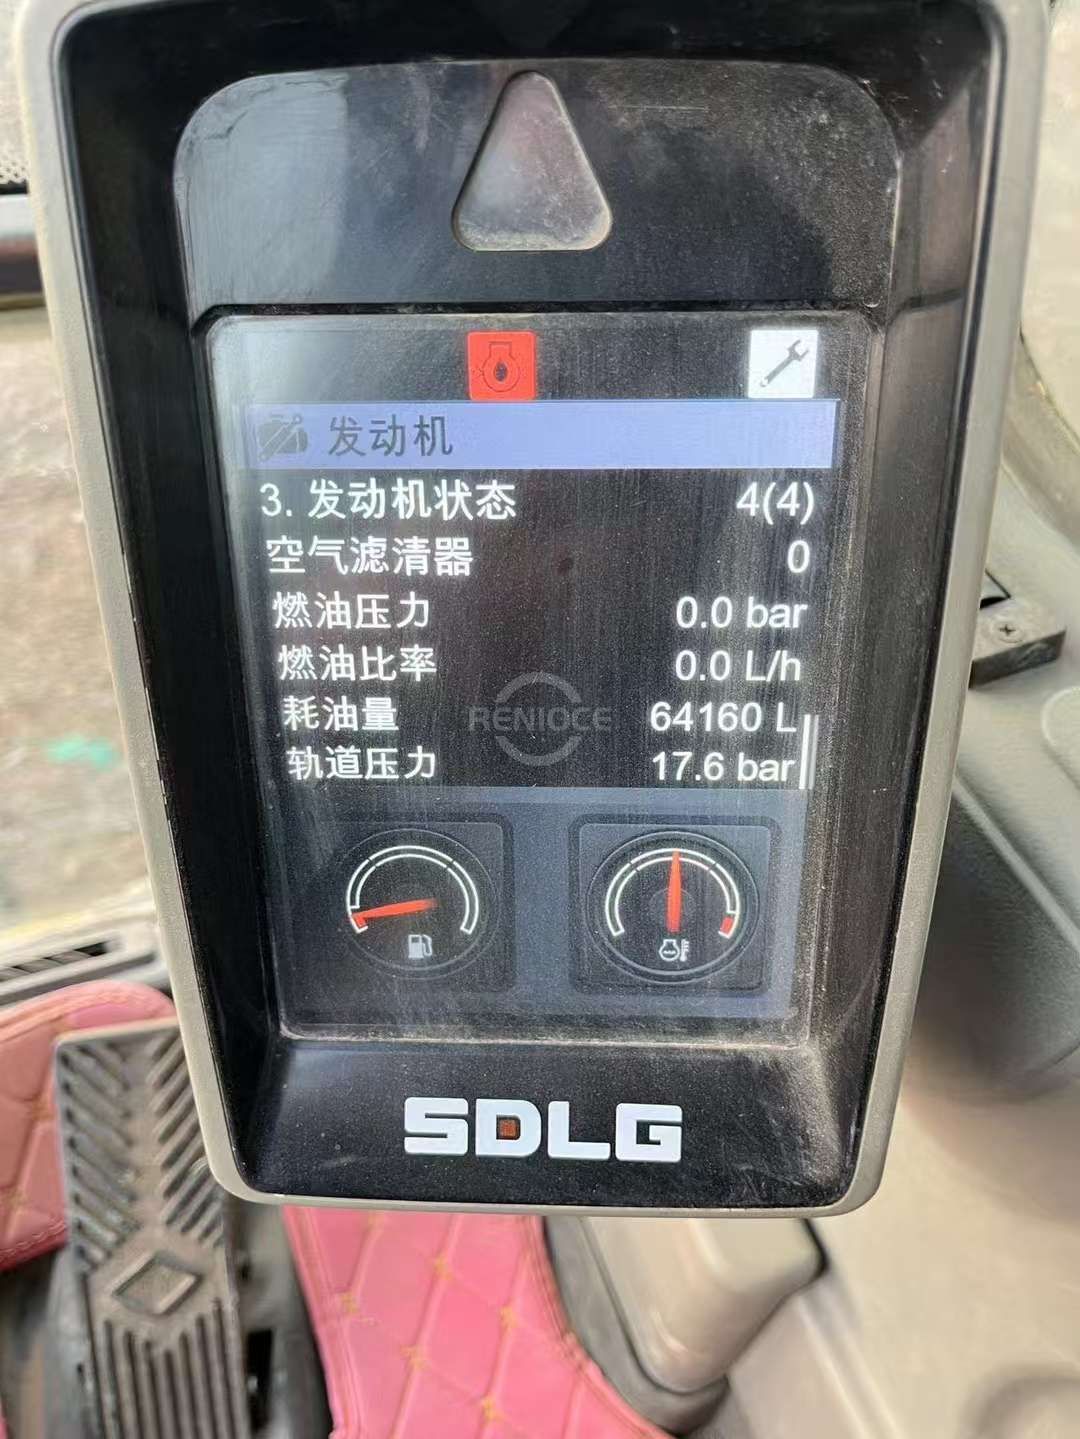 发动机
3. 发动机状态 4(4)
空气滤清器 0
燃油压力 0.0 bar
燃油比率 0.0 L/h
耗油量 64160 L
轨道压力 17.6 bar
RENIOCE
SDLG